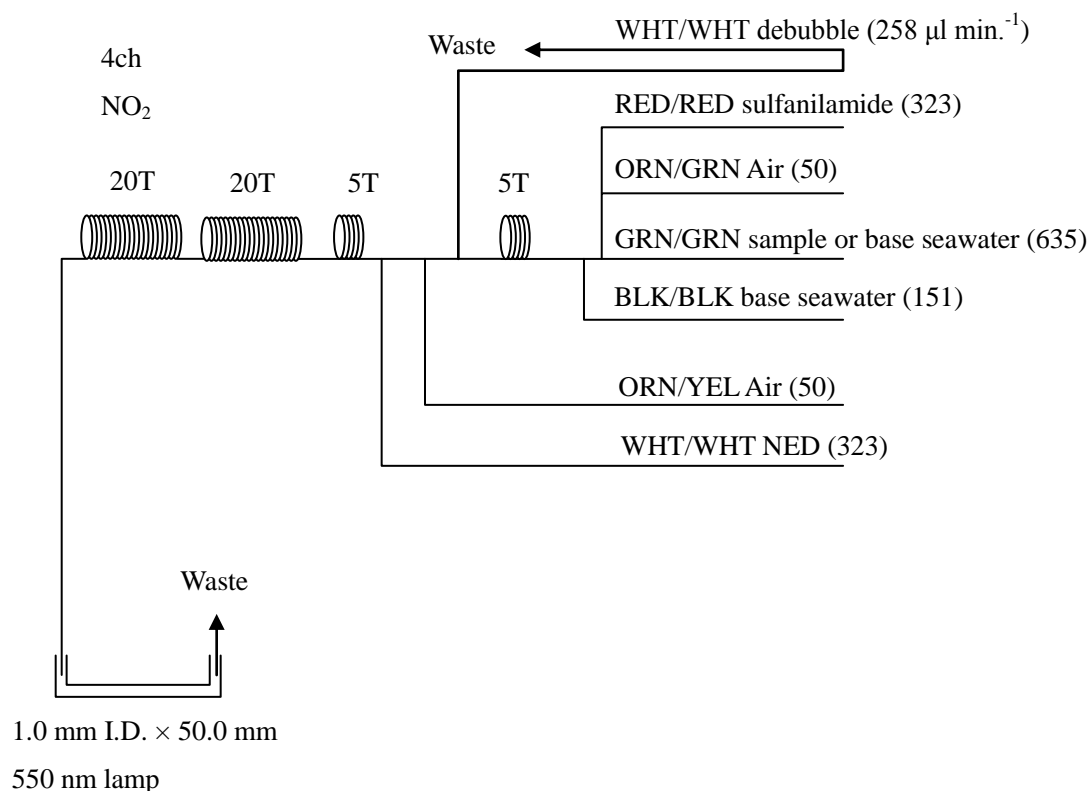 WHT/WHT debubble (258 μl min.⁻¹)
Waste
4ch
NO₂
RED/RED sulfanilamide (323)
ORN/GRN Air (50)
20T 20T 5T 5T
GRN/GRN sample or base seawater (635)
BLK/BLK base seawater (151)
ORN/YEL Air (50)
WHT/WHT NED (323)
Waste
1.0 mm I.D. × 50.0 mm
550 nm lamp